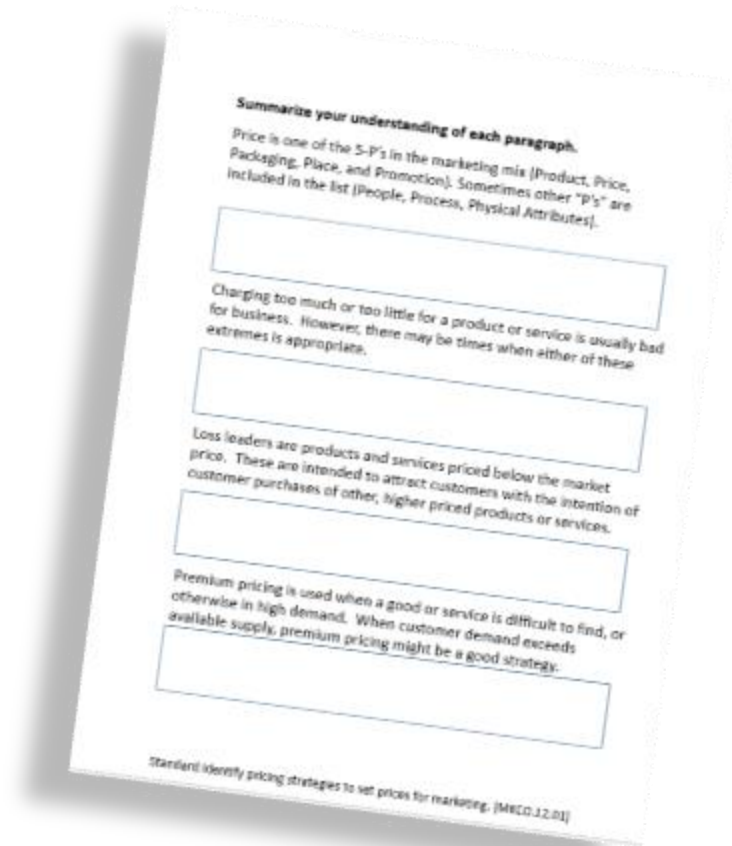 Summarize your understanding of each paragraph.
Price is one of the 5-P's in the marketing mix (Product, Price,
Packaging, Place, and Promotion). Sometimes other "P's" are
included in the list (People, Process, Physical Attributes).
Charging too much or too little for a product or service is usually bad
for business. However, there may be times when either of these
extremes is appropriate.
Loss leaders are products and services priced below the market
price. These are intended to attract customers with the intention of
customer purchases of other, higher priced products or services.
Premium pricing is used when a good or service is difficult to find, or
otherwise in high demand. When customer demand exceeds
available supply, premium pricing might be a good strategy.
Standard identify pricing strategies to set prices for marketing.